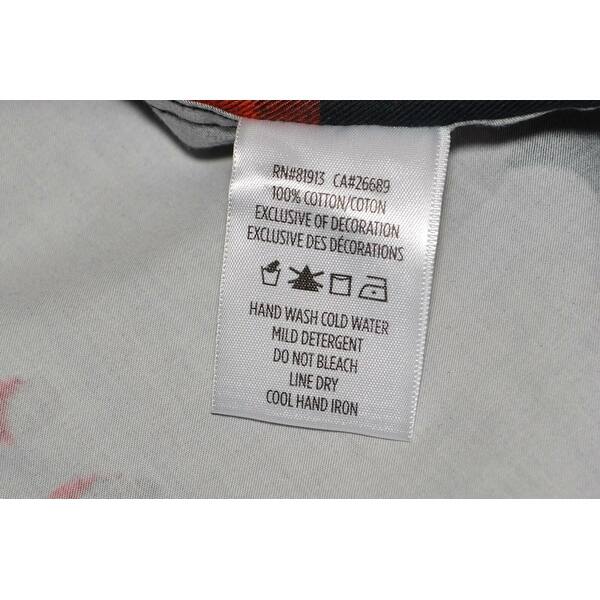 RN#81913 CA#26689
100% COTTON/COTON
EXCLUSIVE OF DECORATION
EXCLUSIVE DES DÉCORATIONS
HAND WASH COLD WATER
MILD DETERGENT
DO NOT BLEACH
LINE DRY
COOL HAND IRON